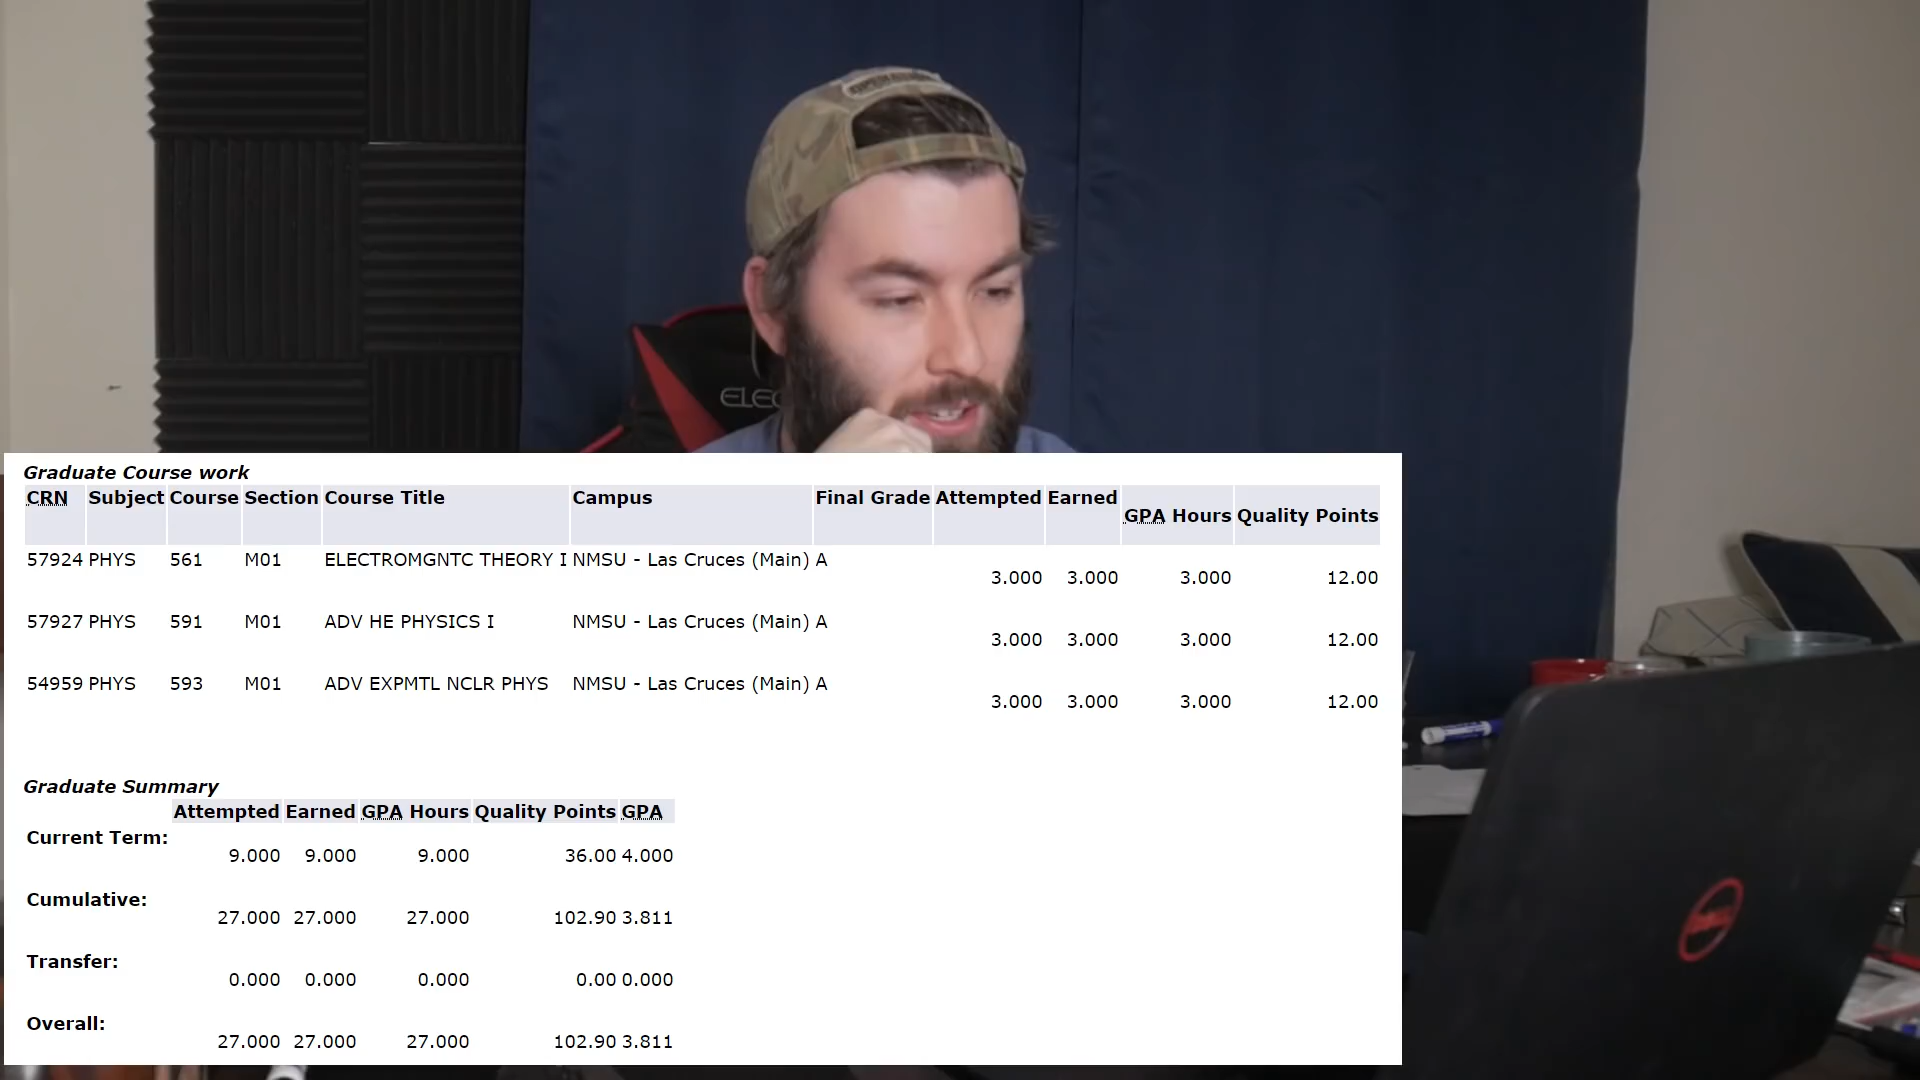 ELEC
Graduate Course work
CRN Subject Course Section Course Title Campus Final Grade Attempted Earned GPA Hours Quality Points
57924 PHYS 561 M01 ELECTROMGNTC THEORY I NMSU - Las Cruces (Main) A 3.000 3.000 3.000 12.00
57927 PHYS 591 M01 ADV HE PHYSICS I NMSU - Las Cruces (Main) A 3.000 3.000 3.000 12.00
54959 PHYS 593 M01 ADV EXPMTL NCLR PHYS NMSU - Las Cruces (Main) A 3.000 3.000 3.000 12.00
Graduate Summary
Attempted Earned GPA Hours Quality Points GPA
Current Term: 9.000 9.000 9.000 36.00 4.000
Cumulative: 27.000 27.000 27.000 102.90 3.811
Transfer: 0.000 0.000 0.000 0.00 0.000
Overall: 27.000 27.000 27.000 102.90 3.811
DELL